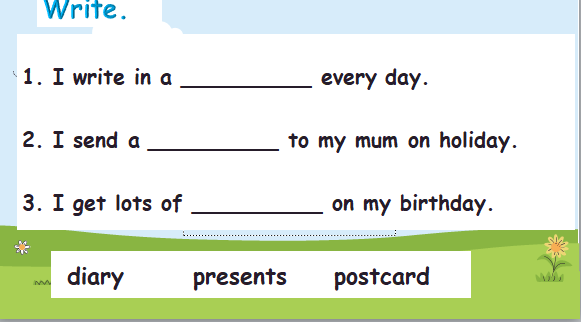 Write.
1. I write in a __________ every day.
2. I send a __________ to my mum on holiday.
3. I get lots of __________ on my birthday.
diary presents postcard